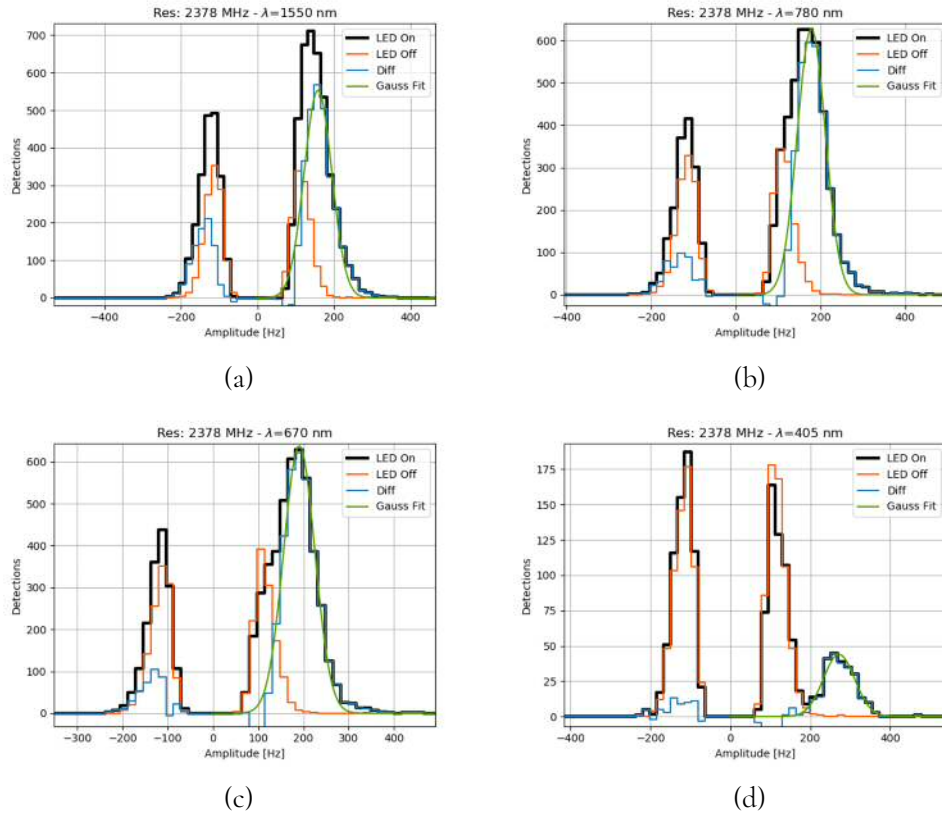 Res: 2378 MHz - λ=1550 nm
700
600
500
400
300
200
100
0
Detections
−400
−200
0
200
400
Amplitude [Hz]
LED On
LED Off
Diff
Gauss Fit
(a)
Res: 2378 MHz - λ=780 nm
600
500
400
300
200
100
0
Detections
−400
−200
0
200
400
Amplitude [Hz]
LED On
LED Off
Diff
Gauss Fit
(b)
Res: 2378 MHz - λ=670 nm
600
500
400
300
200
100
0
Detections
−300
−200
−100
0
100
200
300
400
Amplitude [Hz]
LED On
LED Off
Diff
Gauss Fit
(c)
Res: 2378 MHz - λ=405 nm
175
150
125
100
75
50
25
0
Detections
−400
−200
0
200
400
Amplitude [Hz]
LED On
LED Off
Diff
Gauss Fit
(d)